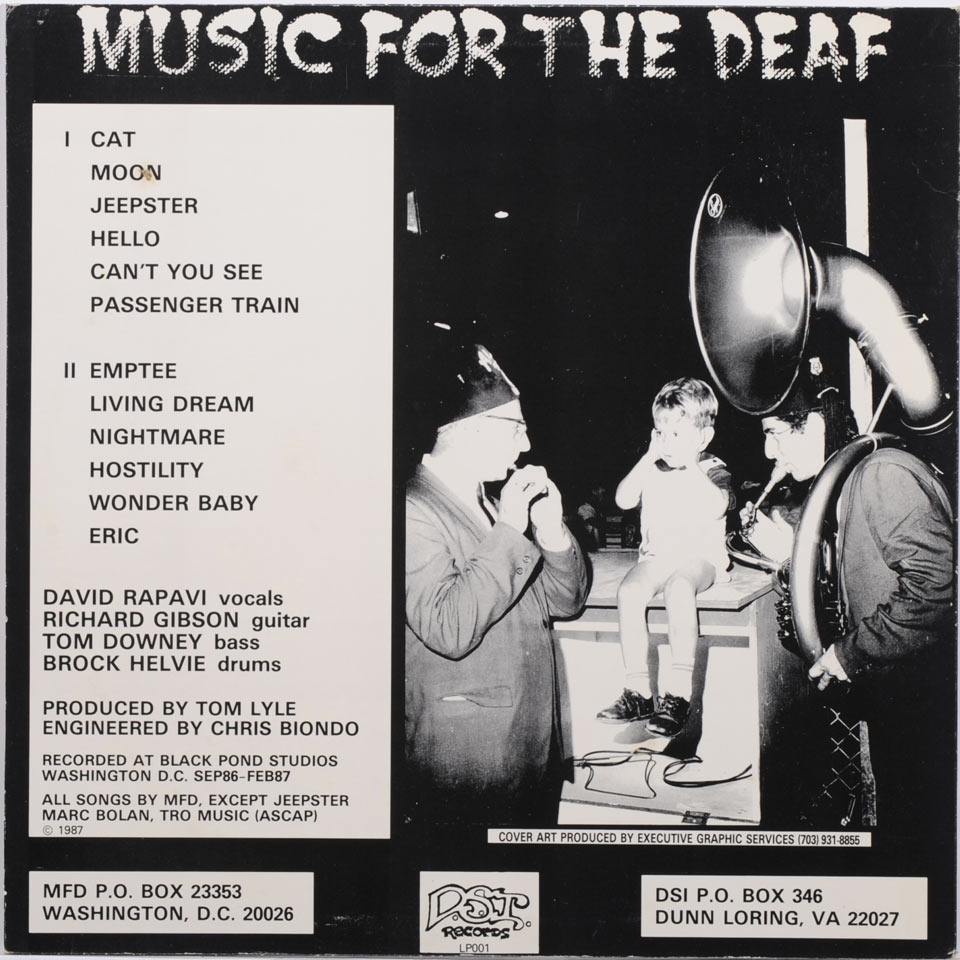 MUSIC FOR THE DEAF
I CAT
MOON
JEEPSTER
HELLO
CAN'T YOU SEE
PASSENGER TRAIN
II EMPTEE
LIVING DREAM
NIGHTMARE
HOSTILITY
WONDER BABY
ERIC
DAVID RAPAVI vocals
RICHARD GIBSON guitar
TOM DOWNEY bass
BROCK HELVIE drums
PRODUCED BY TOM LYLE
ENGINEERED BY CHRIS BIONDO
RECORDED AT BLACK POND STUDIOS
WASHINGTON D.C. SEP86-FEB87
ALL SONGS BY MFD, EXCEPT JEEPSTER
MARC BOLAN, TRO MUSIC (ASCAP)
© 1987
COVER ART PRODUCED BY EXECUTIVE GRAPHIC SERVICES (703) 931-8855
MFD P.O. BOX 23353
WASHINGTON, D.C. 20026
D.S.I.
RECORDS
LP001
DSI P.O. BOX 346
DUNN LORING, VA 22027